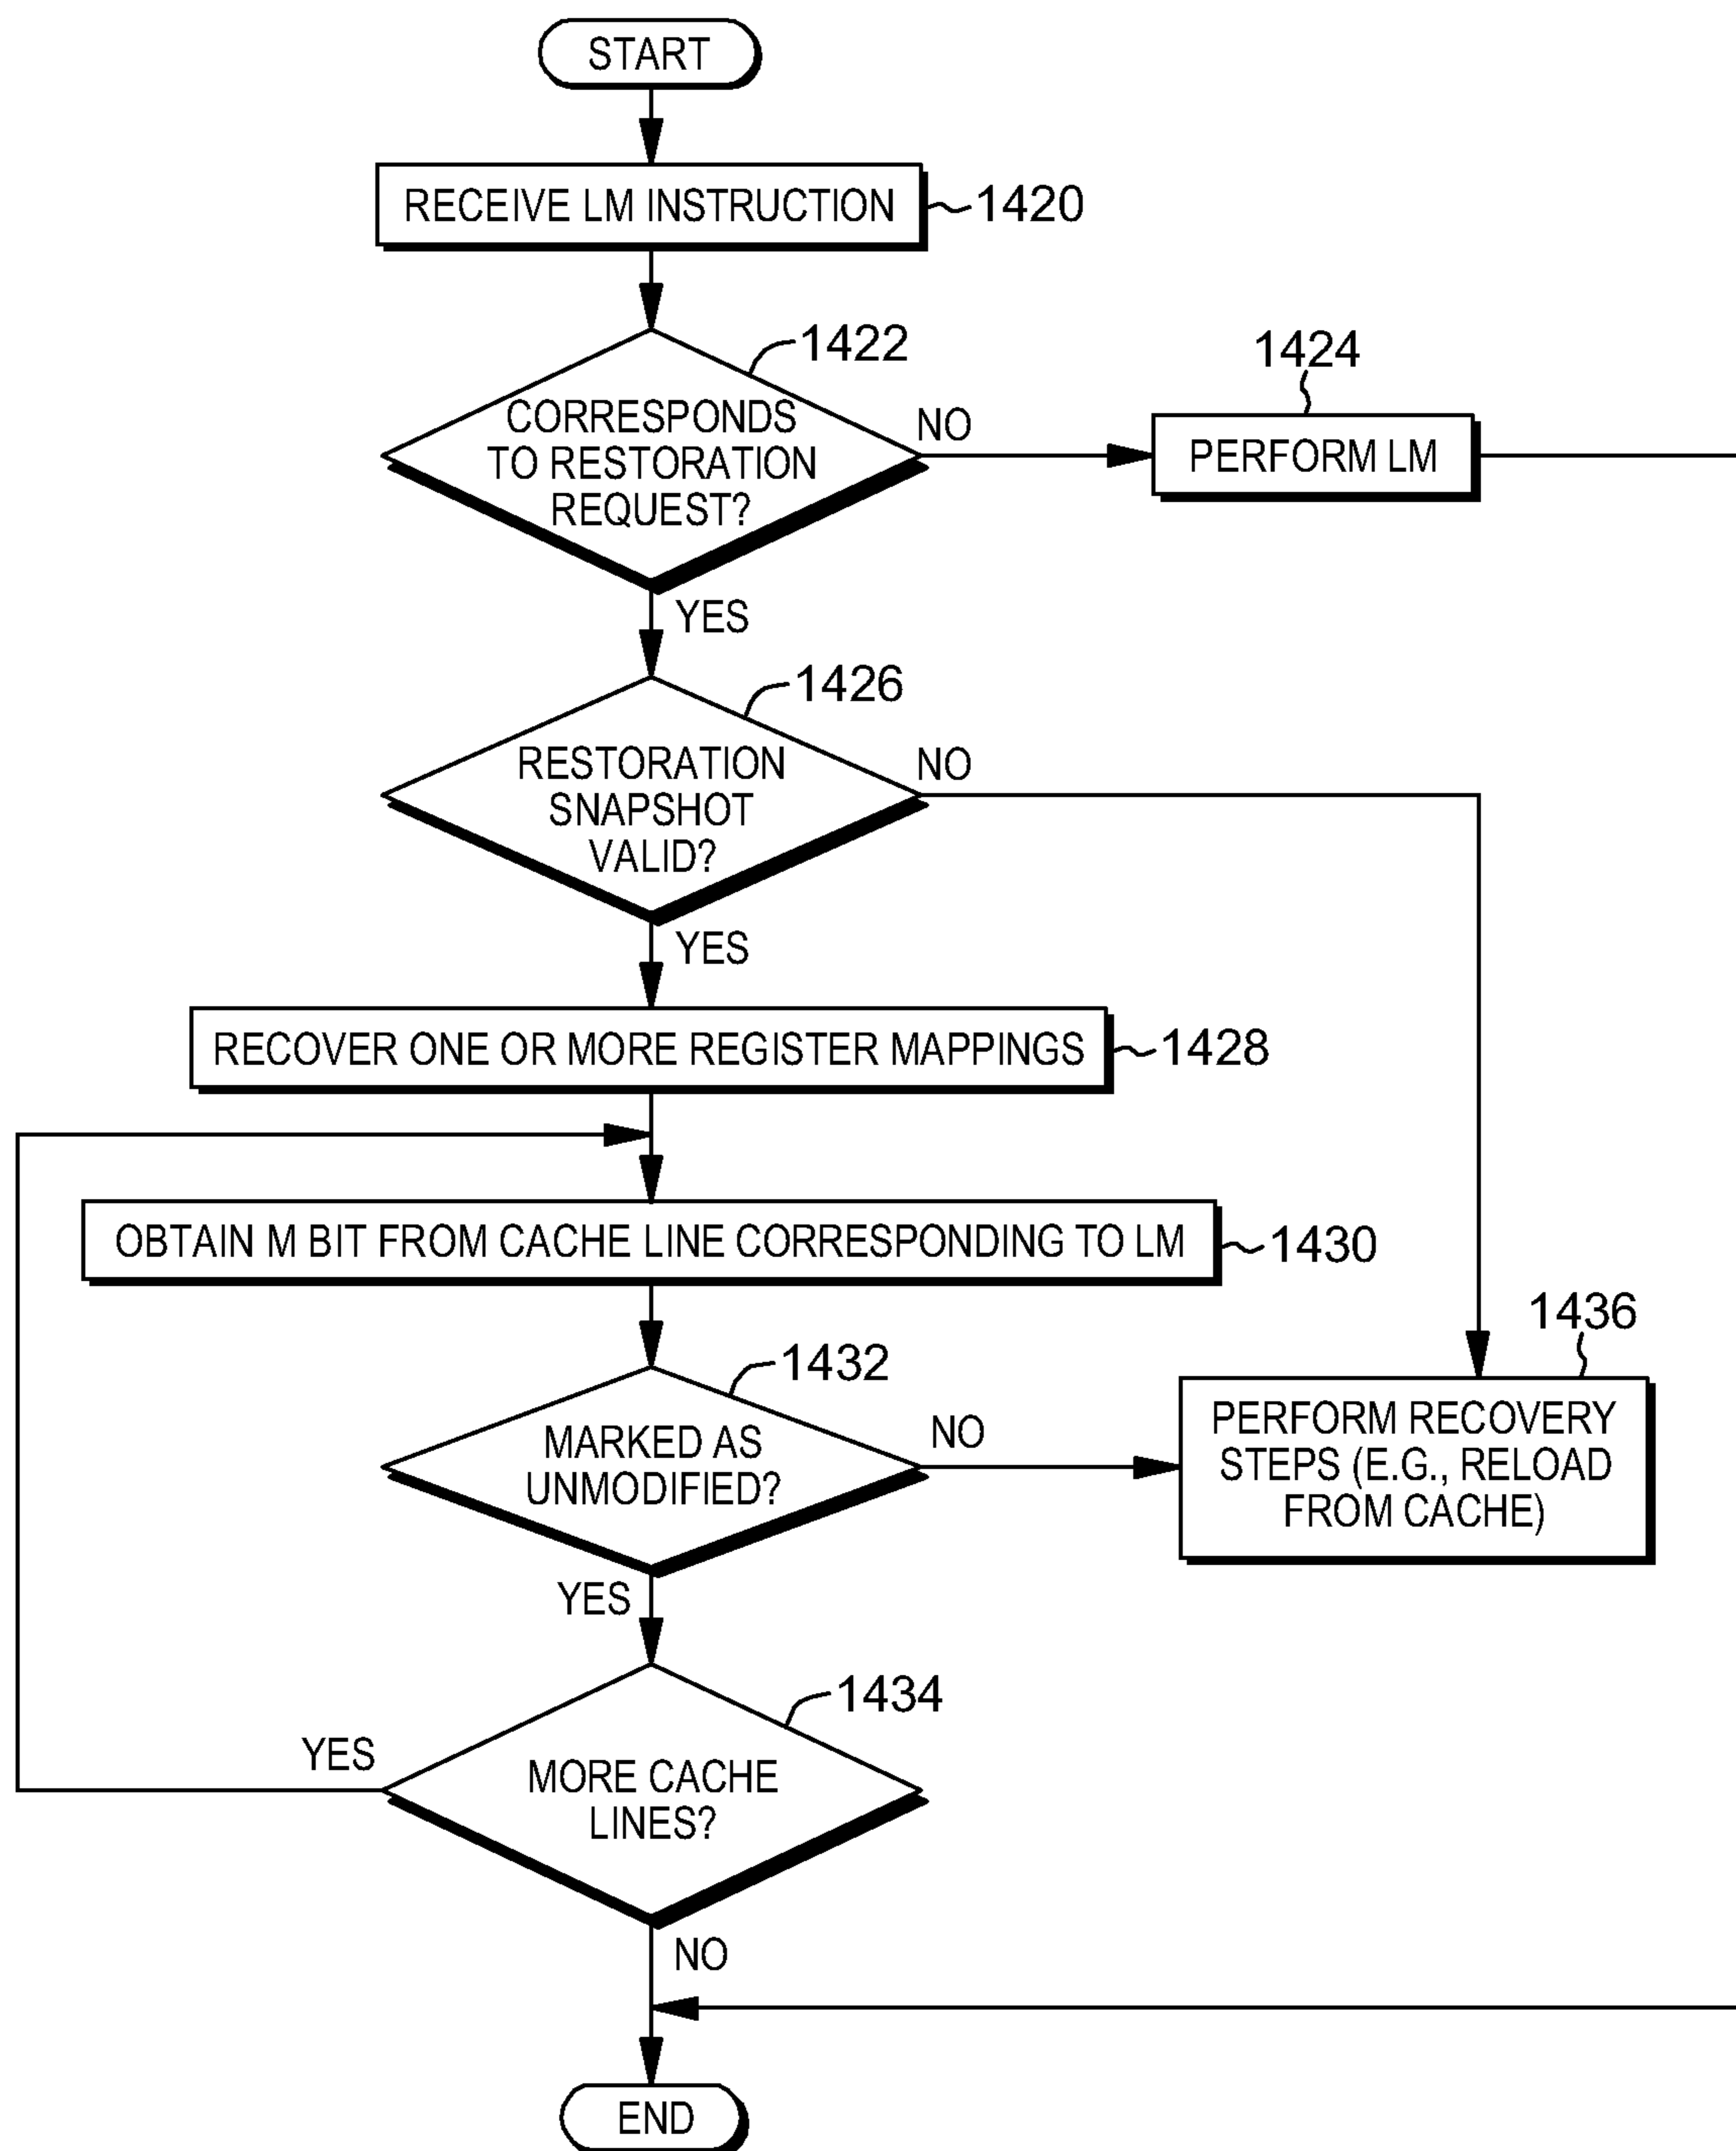 START
RECEIVE LM INSTRUCTION
1420
1422
CORRESPONDS
TO RESTORATION
REQUEST?
NO
1424
PERFORM LM
YES
1426
RESTORATION
SNAPSHOT
VALID?
NO
YES
RECOVER ONE OR MORE REGISTER MAPPINGS
1428
OBTAIN M BIT FROM CACHE LINE CORRESPONDING TO LM
1430
1432
MARKED AS
UNMODIFIED?
NO
1436
PERFORM RECOVERY
STEPS (E.G., RELOAD
FROM CACHE)
YES
1434
MORE CACHE
LINES?
YES
NO
END